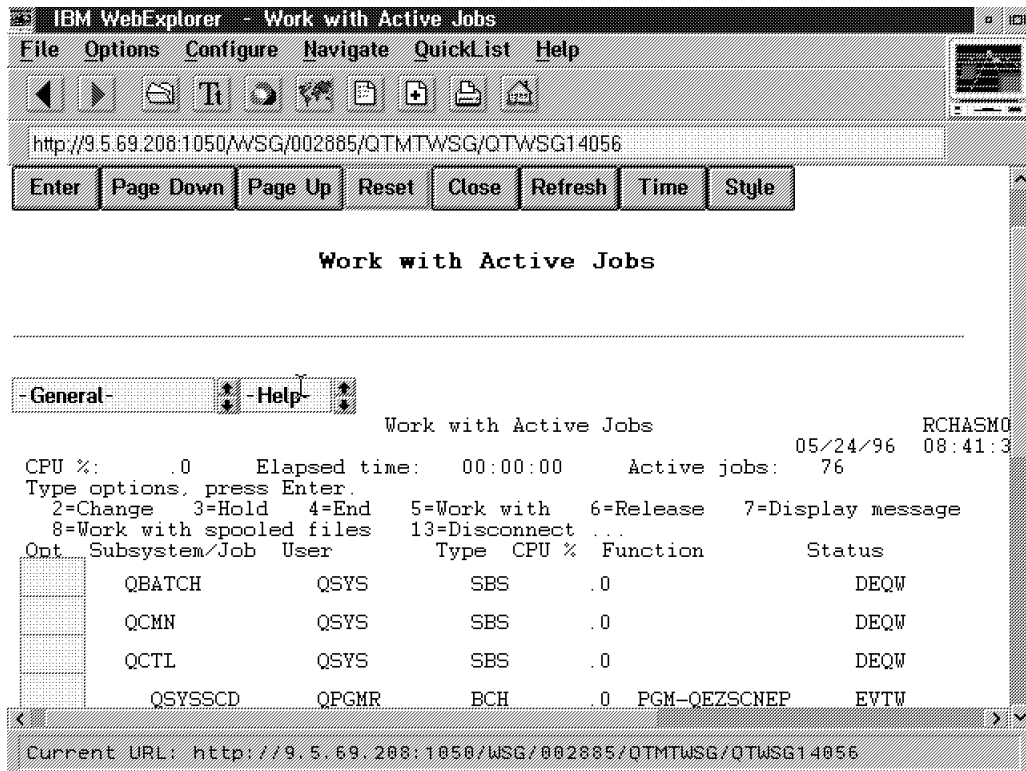 IBM WebExplorer - Work with Active Jobs
File Options Configure Navigate QuickList Help
http://9.5.69.208:1050/WSG/002885/QTMTWSG/QTWSG14056
Enter Page Down Page Up Reset Close Refresh Time Style
Work with Active Jobs
-General- -Help-
Work with Active Jobs RCHASM0
05/24/96 08:41:3
CPU %: .0 Elapsed time: 00:00:00 Active jobs: 76
Type options, press Enter.
2=Change 3=Hold 4=End 5=Work with 6=Release 7=Display message
8=Work with spooled files 13=Disconnect ...
Opt Subsystem/Job User Type CPU % Function Status
QBATCH QSYS SBS .0 DEQW
QCMN QSYS SBS .0 DEQW
QCTL QSYS SBS .0 DEQW
QSYSSCD QPGMR BCH .0 PGM-QEZSCNEP EVTW
Current URL: http://9.5.69.208:1050/WSG/002885/QTMTWSG/QTWSG14056